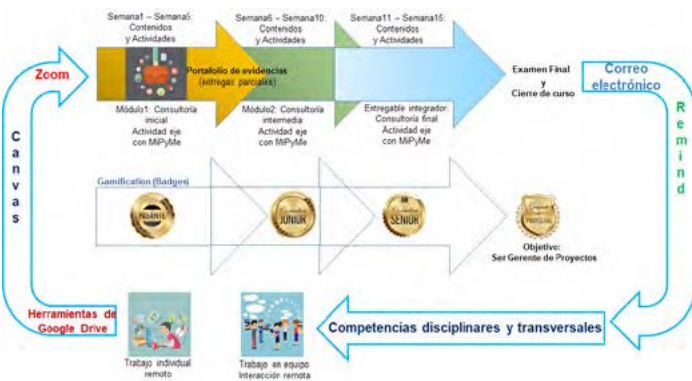 Semana1 – Semana5:
Contenidos
y Actividades
Semana6 – Semana10:
Contenidos
y Actividades
Semana11 – Semana15:
Contenidos
y Actividades
Zoom
Portafolio de evidencias
(entregas parciales)
Examen Final
y
Cierre de curso
Correo
electrónico
Módulo1: Consultoría
inicial
Actividad eje
con MiPyMe
Módulo2: Consultoría
intermedia
Actividad eje
con MiPyMe
Entregable integrador:
Consultoría final
Actividad eje
con MiPyMe
Canvas
Remind
Gamification (Badges)
PASANTE
JUNIOR
SENIOR
Objetivo:
Ser Gerente de Proyectos
Herramientas de
Google Drive
Competencias disciplinares y transversales
Trabajo individual
remoto
Trabajo en equipo
Interacción remota